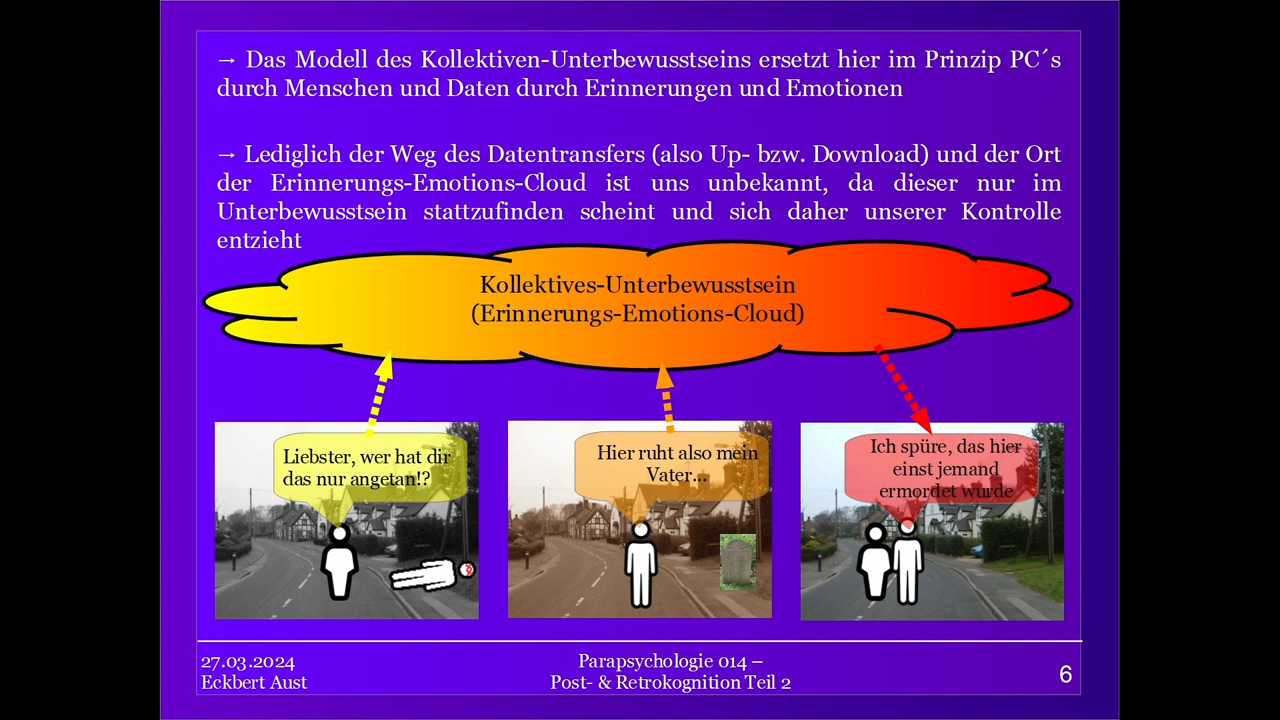 → Das Modell des Kollektiven-Unterbewusstseins ersetzt hier im Prinzip PC´s
durch Menschen und Daten durch Erinnerungen und Emotionen
→ Lediglich der Weg des Datentransfers (also Up- bzw. Download) und der Ort
der Erinnerungs-Emotions-Cloud ist uns unbekannt, da dieser nur im
Unterbewusstsein stattzufinden scheint und sich daher unserer Kontrolle
entzieht
Kollektives-Unterbewusstsein
(Erinnerungs-Emotions-Cloud)
Liebster, wer hat dir
das nur angetan!?
Hier ruht also mein
Vater...
Ich spüre, das hier
einst jemand
ermordet wurde
27.03.2024
Eckbert Aust
Parapsychologie 014 –
Post- & Retrokognition Teil 2
6